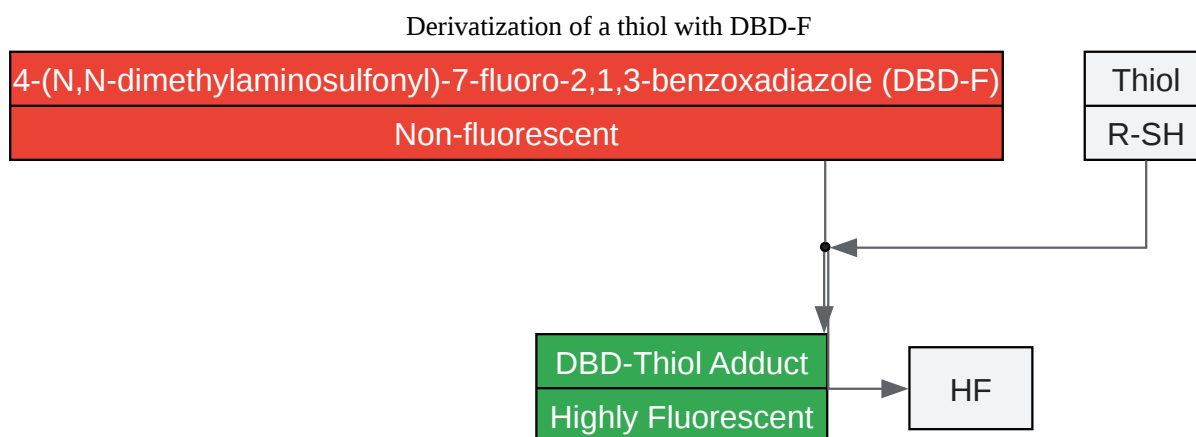 Derivatization of a thiol with DBD-F
4-(N,N-dimethylaminosulfonyl)-7-fluoro-2,1,3-benzoxadiazole (DBD-F)
Non-fluorescent
Thiol
R-SH
DBD-Thiol Adduct
Highly Fluorescent
HF